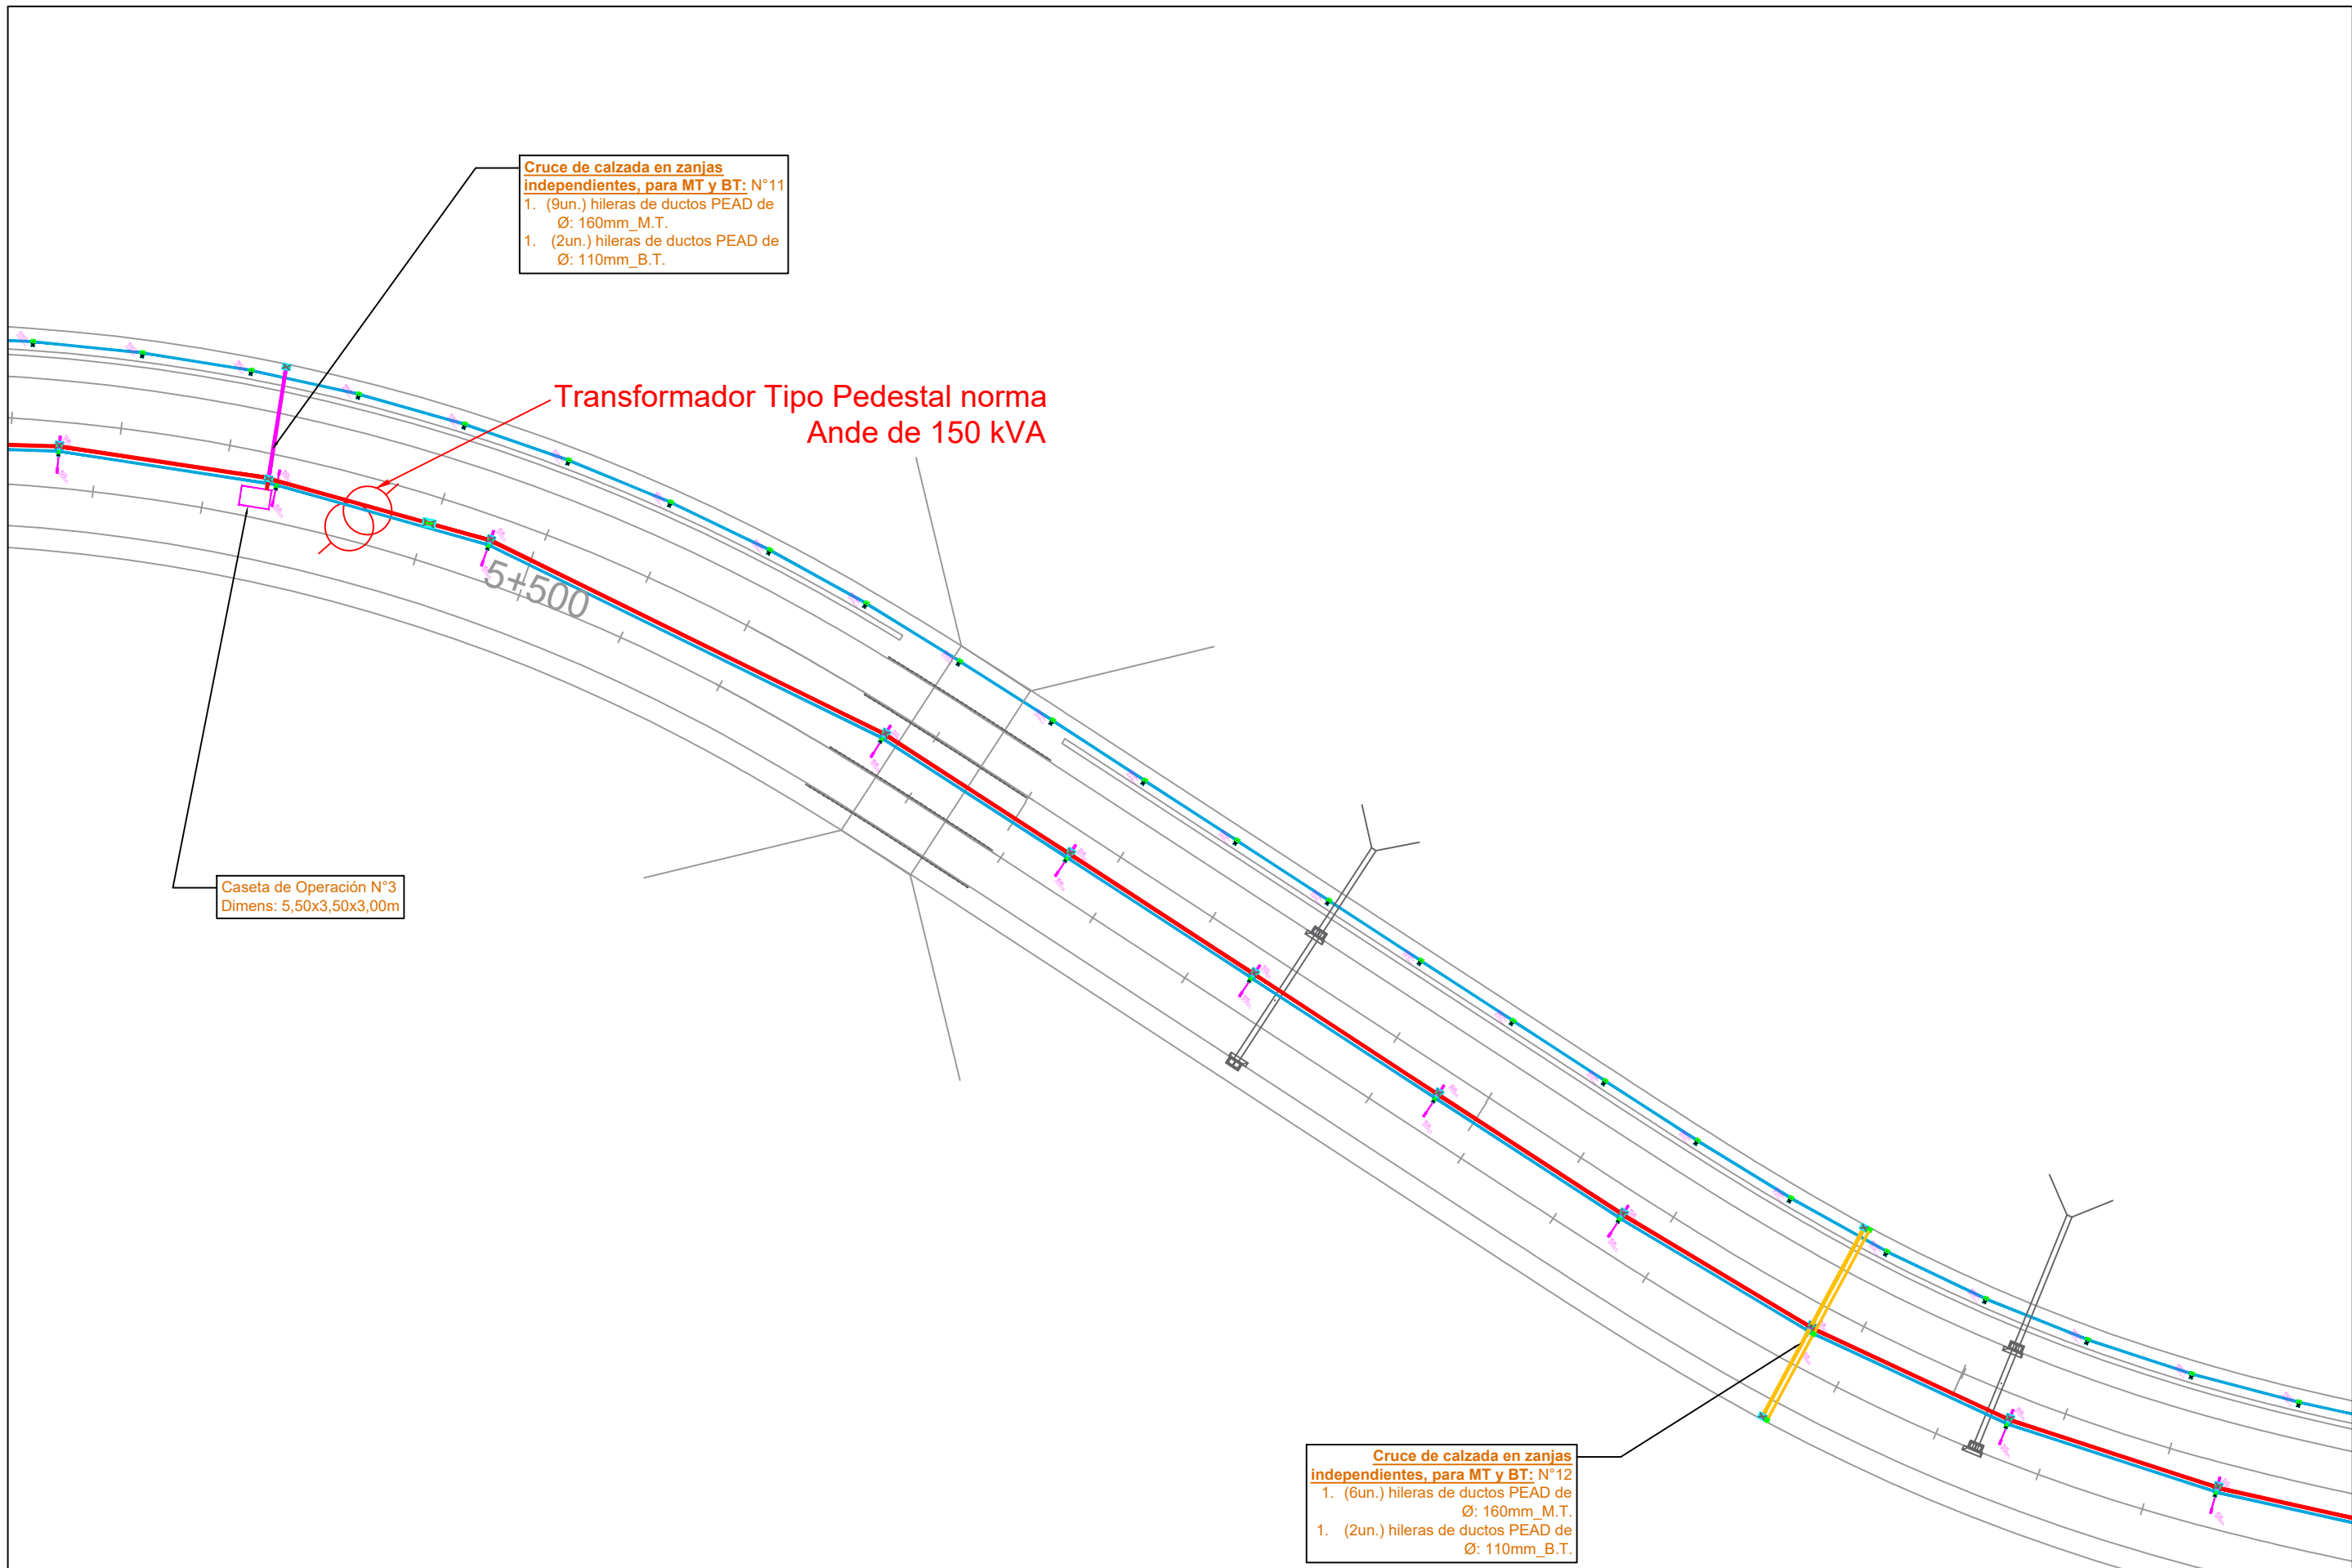 Cruce de calzada en zanjas
independientes, para MT y BT: N°11
1. (9un.) hileras de ductos PEAD de
Ø: 160mm_M.T.
1. (2un.) hileras de ductos PEAD de
Ø: 110mm_B.T.
Transformador Tipo Pedestal norma
Ande de 150 kVA
5+500
Caseta de Operación N°3
Dimens: 5,50x3,50x3,00m
Cruce de calzada en zanjas
independientes, para MT y BT: N°12
1. (6un.) hileras de ductos PEAD de
Ø: 160mm_M.T.
1. (2un.) hileras de ductos PEAD de
Ø: 110mm_B.T.